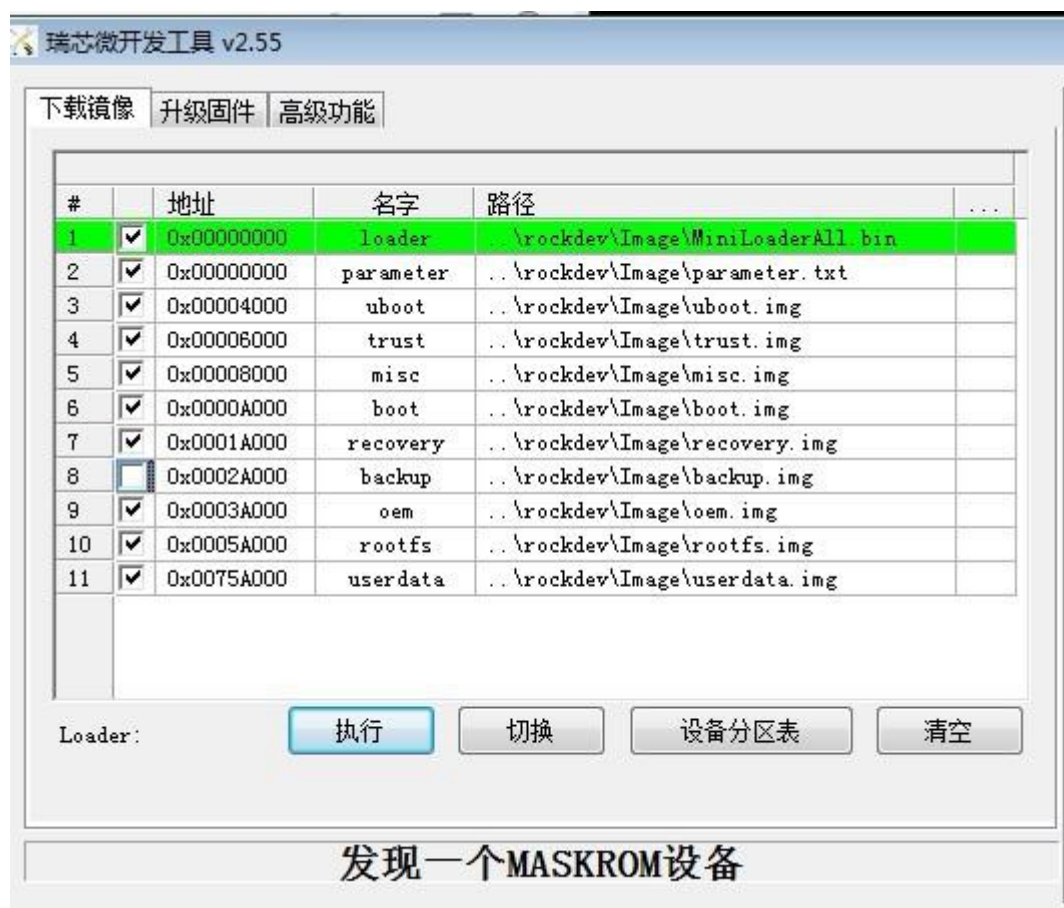 瑞芯微开发工具 v2.55
下载镜像 升级固件 高级功能
# 地址 名字 路径 ...
1 0x00000000 loader ..\rockdev\Image\MiniLoaderAll.bin
2 0x00000000 parameter ..\rockdev\Image\parameter.txt
3 0x00004000 uboot ..\rockdev\Image\uboot.img
4 0x00006000 trust ..\rockdev\Image\trust.img
5 0x00008000 misc ..\rockdev\Image\misc.img
6 0x0000A000 boot ..\rockdev\Image\boot.img
7 0x0001A000 recovery ..\rockdev\Image\recovery.img
8 0x0002A000 backup ..\rockdev\Image\backup.img
9 0x0003A000 oem ..\rockdev\Image\oem.img
10 0x0005A000 rootfs ..\rockdev\Image\rootfs.img
11 0x0075A000 userdata ..\rockdev\Image\userdata.img
Loader: 执行 切换 设备分区表 清空
发现一个MASKROM设备